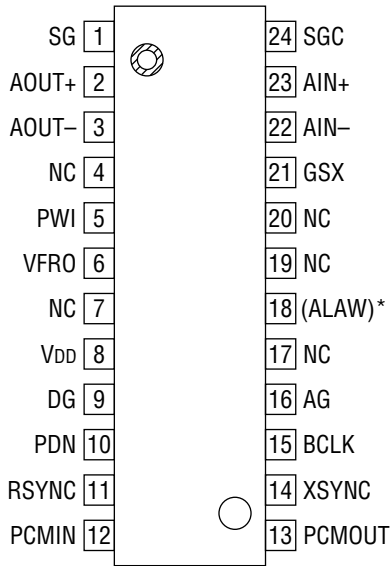 SG 1 24 SGC
AOUT+ 2 23 AIN+
AOUT– 3 22 AIN–
NC 4 21 GSX
PWI 5 20 NC
VFRO 6 19 NC
NC 7 18 (ALAW)*
VDD 8 17 NC
DG 9 16 AG
PDN 10 15 BCLK
RSYNC 11 14 XSYNC
PCMIN 12 13 PCMOUT